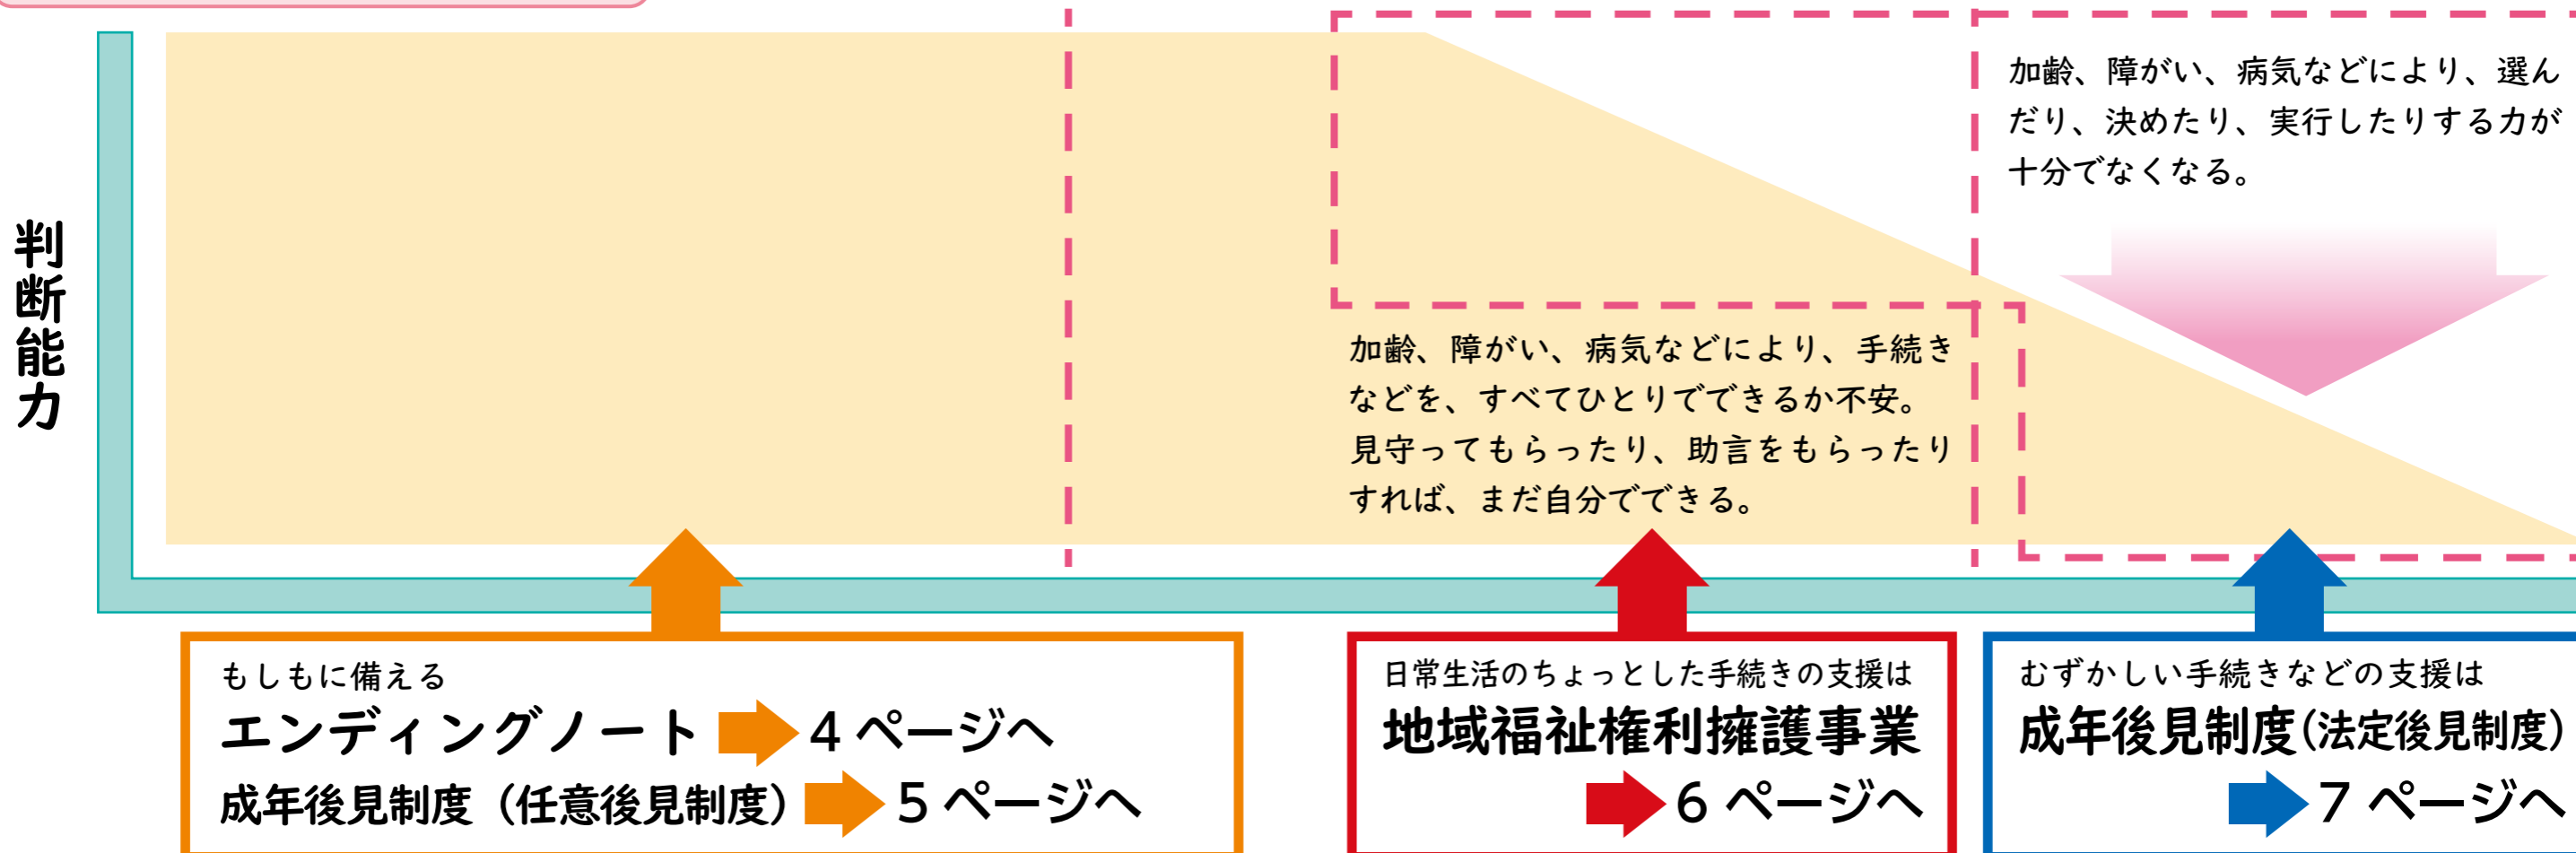 判断能力
加齢、障がい、病気などにより、選ん
だり、決めたり、実行したりする力が
十分でなくなる。
加齢、障がい、病気などにより、手続き
などを、すべてひとりでできるか不安。
見守ってもらったり、助言をもらったり
すれば、まだ自分でできる。
もしもに備える
エンディングノート 4 ページへ
成年後見制度（任意後見制度） 5 ページへ
日常生活のちょっとした手続きの支援は
地域福祉権利擁護事業
6 ページへ
むずかしい手続きなどの支援は
成年後見制度(法定後見制度)
7 ページへ